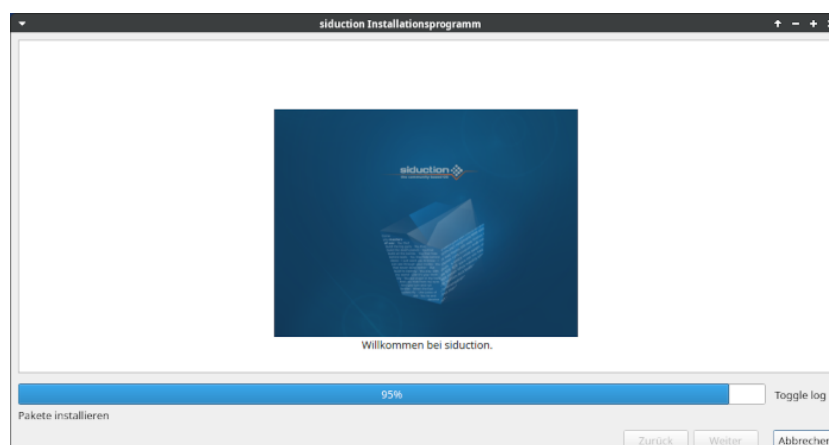 siduction Installationsprogramm
siduction
Willkommen bei siduction.
95%
Toggle log
Pakete installieren
Zurück
Weiter
Abbrechen